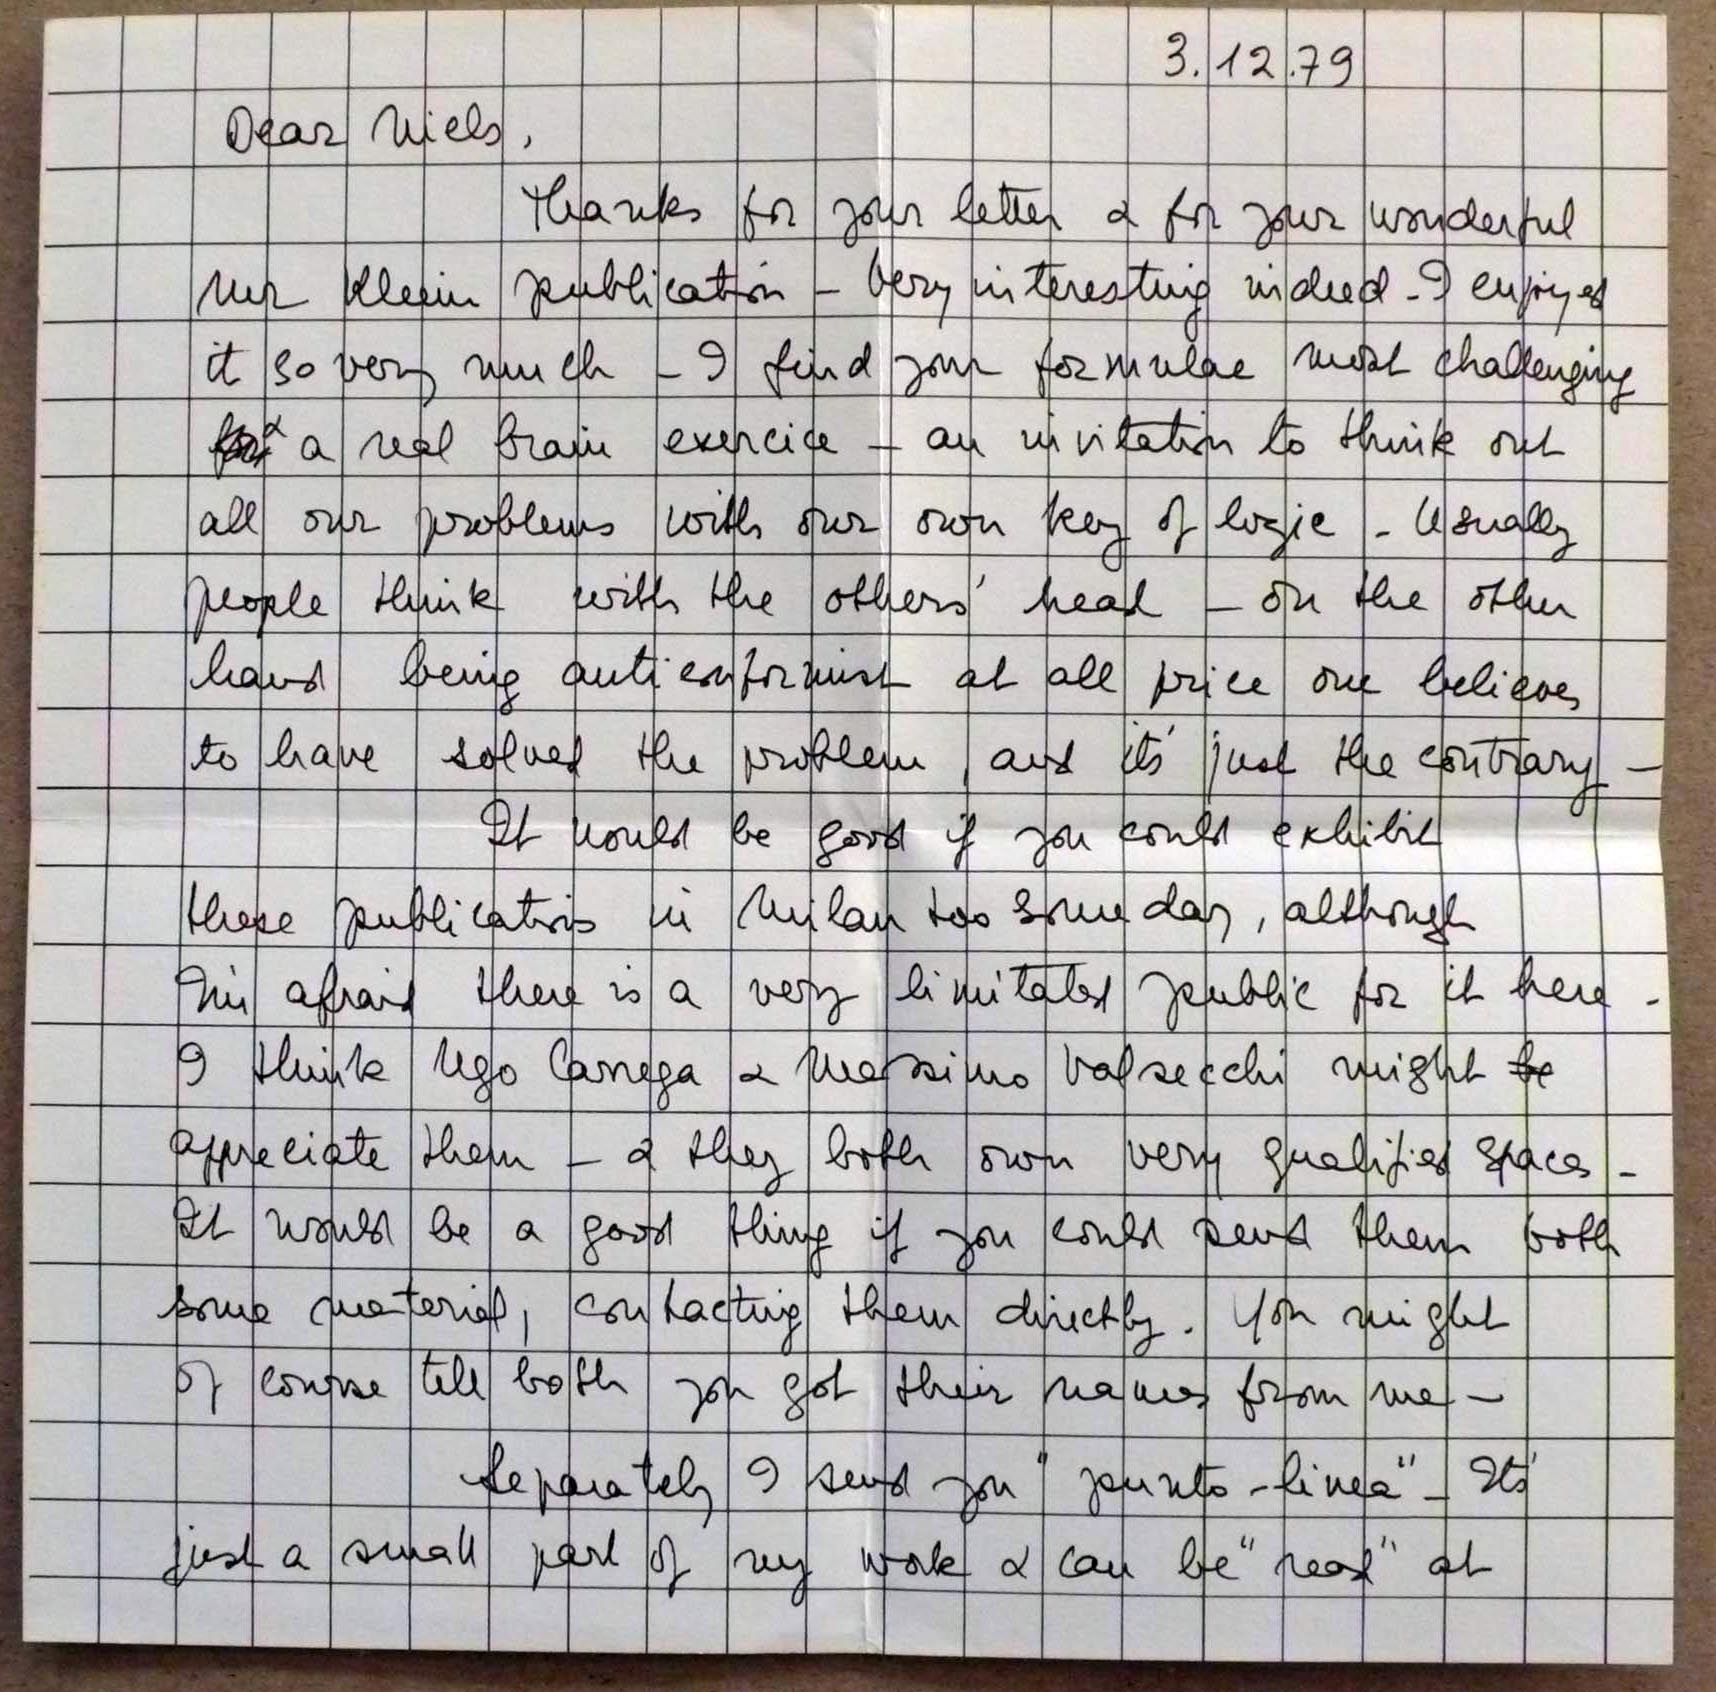 3.12.79
Dear Niels,
Thanks for your letter & for your wonderful
nur Klein publication – Very interesting indeed – I enjoyed
it so very much – I find your formulae most challenging
& a real brain exercice – an invitation to think out
all our problems with our own key of logic – Usually
people think with the others' head – on the other
hand being anticonformist at all price one believes
to have solved the problem, and its' just the contrary –
It would be good if you could exhibit
these publications in Milan too some day, although
I'm afraid there is a very limitated public for it here –
I think Ugo Carrega & Massimo Valsecchi might
appreciate them – & they both own very qualified spaces –
It would be a good thing if you could send them both
some material, contacting them directly. You might
of course tell both you got their names from me –
Separately I send you "punto-linea" – Its'
just a small part of my work & can be "read" at